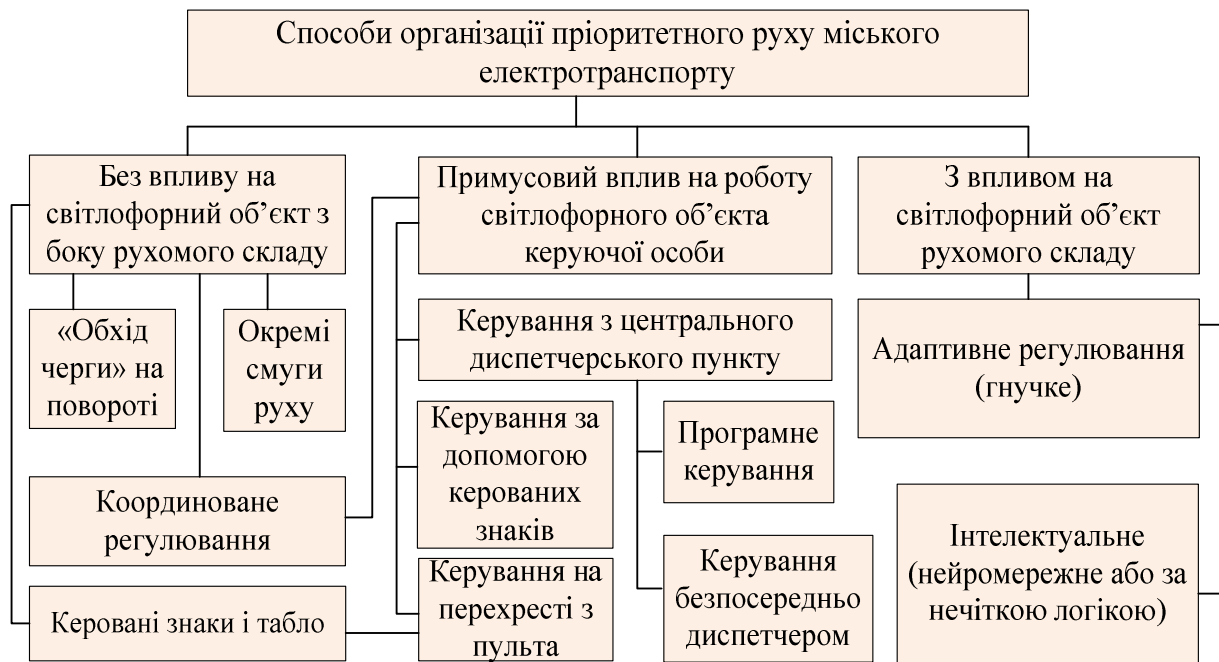 Способи організації пріоритетного руху міського
електротранспорту
Без впливу на
світлофорний об’єкт з
боку рухомого складу
Примусовий вплив на роботу
світлофорного об’єкта
керуючої особи
З впливом на
світлофорний об’єкт
рухомого складу
«Обхід
черги» на
повороті
Окремі
смуги
руху
Координоване
регулювання
Керовані знаки і табло
Керування з центрального
диспетчерського пункту
Керування за
допомогою
керованих
знаків
Керування на
перехресті з
пульта
Програмне
керування
Керування
безпосередньо
диспетчером
Адаптивне регулювання
(гнучке)
Інтелектуальне
(нейромережне або за
нечіткою логікою)